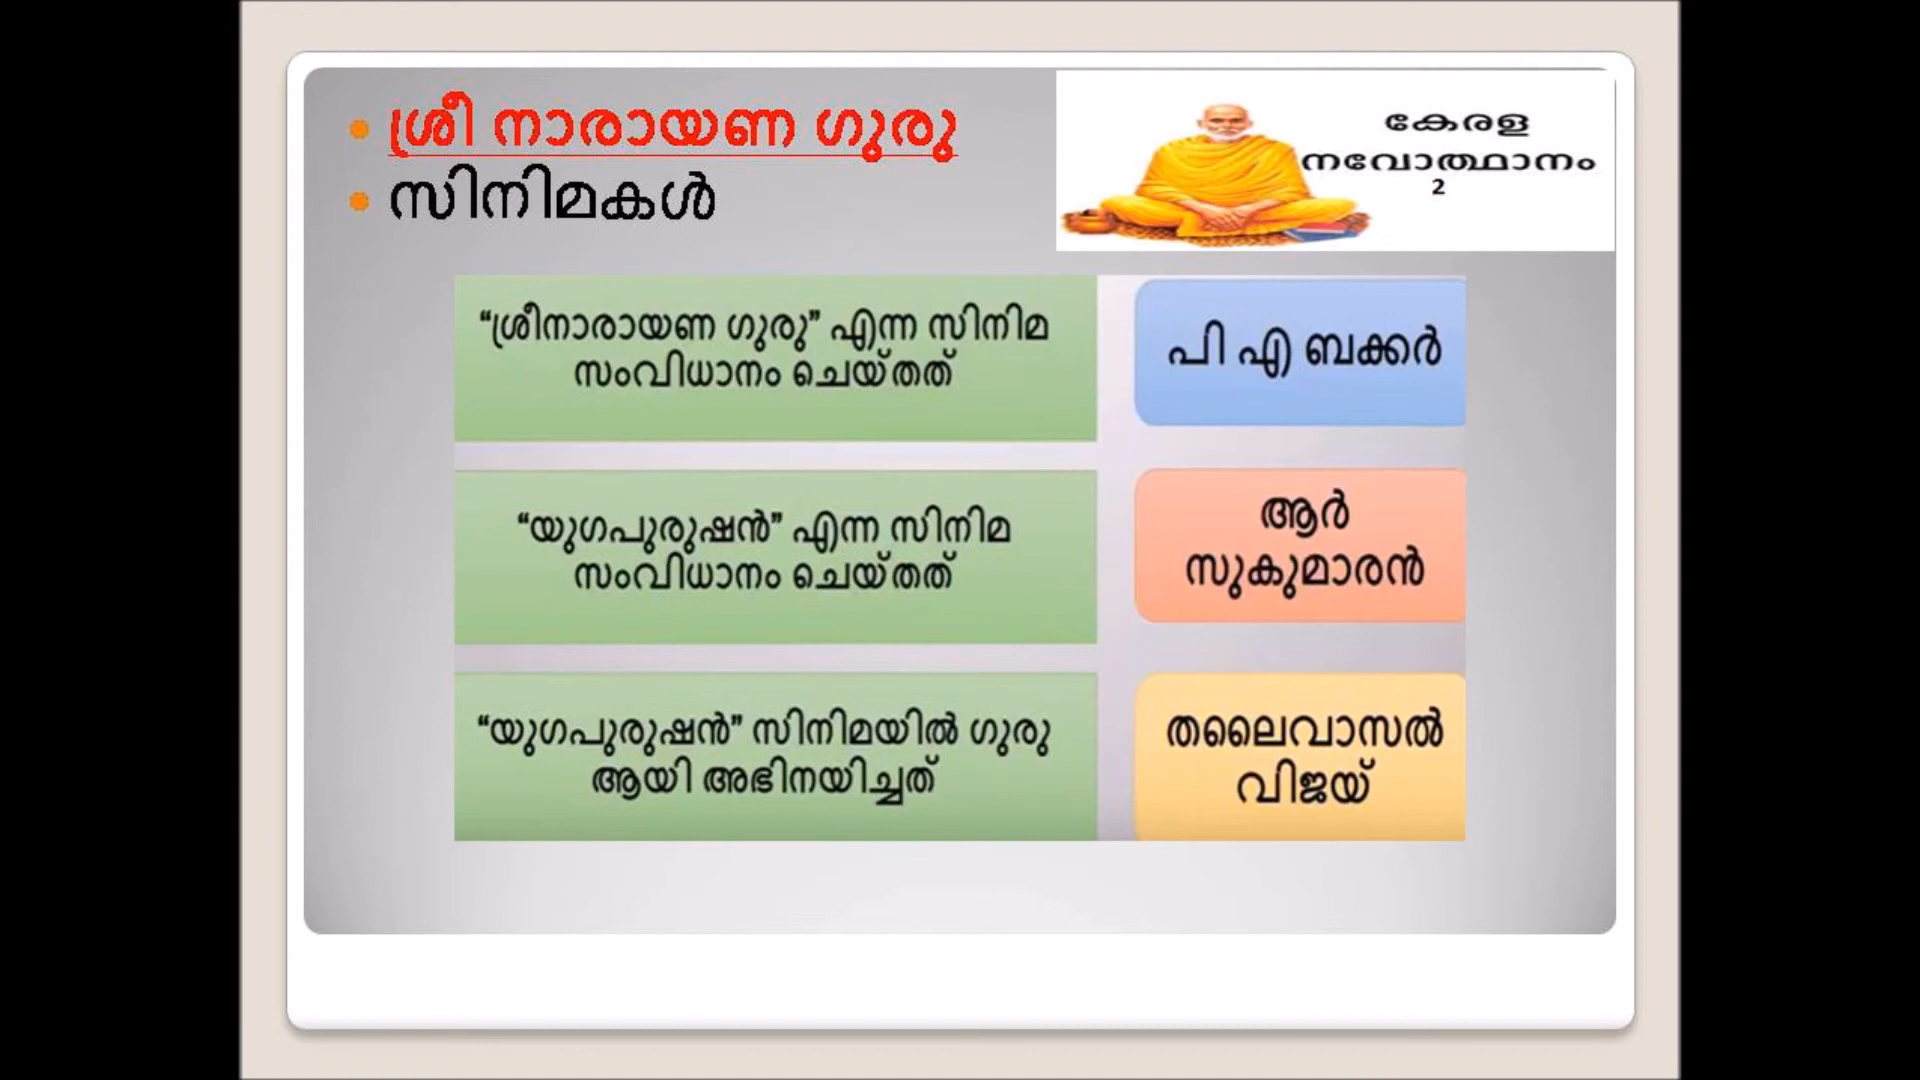 ശ്രീ നാരായണ ഗുരു
സിനിമകൾ
കേരള
നവോത്ഥാനം
2
“ശ്രീനാരായണ ഗുരു” എന്ന സിനിമ
സംവിധാനം ചെയ്തത്
പി എ ബക്കർ
“യുഗപുരുഷൻ” എന്ന സിനിമ
സംവിധാനം ചെയ്തത്
ആർ
സുകുമാരൻ
“യുഗപുരുഷൻ” സിനിമയിൽ ഗുരു
ആയി അഭിനയിച്ചത്
തലൈവാസൽ
വിജയ്